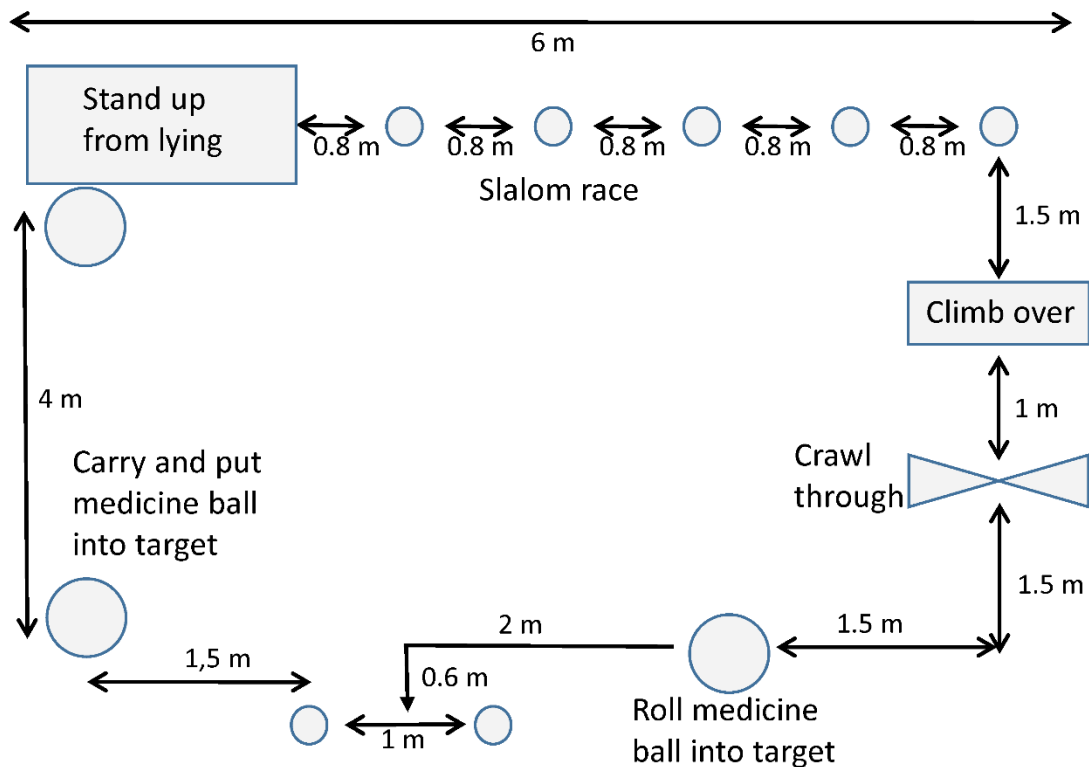 6 m
Stand up
from lying
0.8 m
0.8 m
0.8 m
0.8 m
0.8 m
Slalom race
1.5 m
Climb over
1 m
4 m
Carry and put
medicine ball
into target
Crawl
through
1.5 m
2 m
1.5 m
1,5 m
0.6 m
1 m
Roll medicine
ball into target